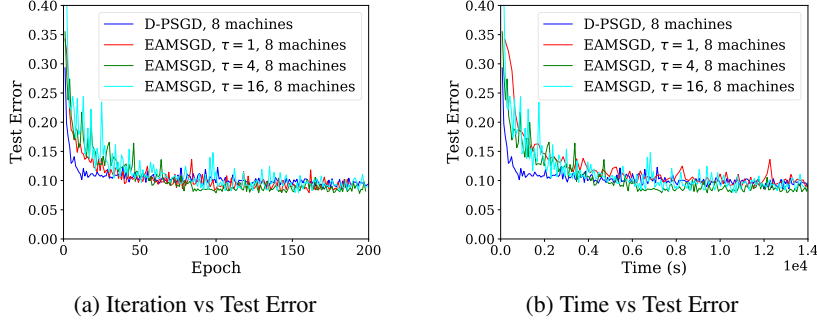 0.40
0.35
0.30
0.25
0.20
0.15
0.10
0.05
0.00
Test Error
D-PSGD, 8 machines
EAMSGD, τ = 1, 8 machines
EAMSGD, τ = 4, 8 machines
EAMSGD, τ = 16, 8 machines
0 50 100 150 200
Epoch
(a) Iteration vs Test Error
0.40
0.35
0.30
0.25
0.20
0.15
0.10
0.05
0.00
Test Error
D-PSGD, 8 machines
EAMSGD, τ = 1, 8 machines
EAMSGD, τ = 4, 8 machines
EAMSGD, τ = 16, 8 machines
0.0 0.2 0.4 0.6 0.8 1.0 1.2 1.4
Time (s)
1e4
(b) Time vs Test Error